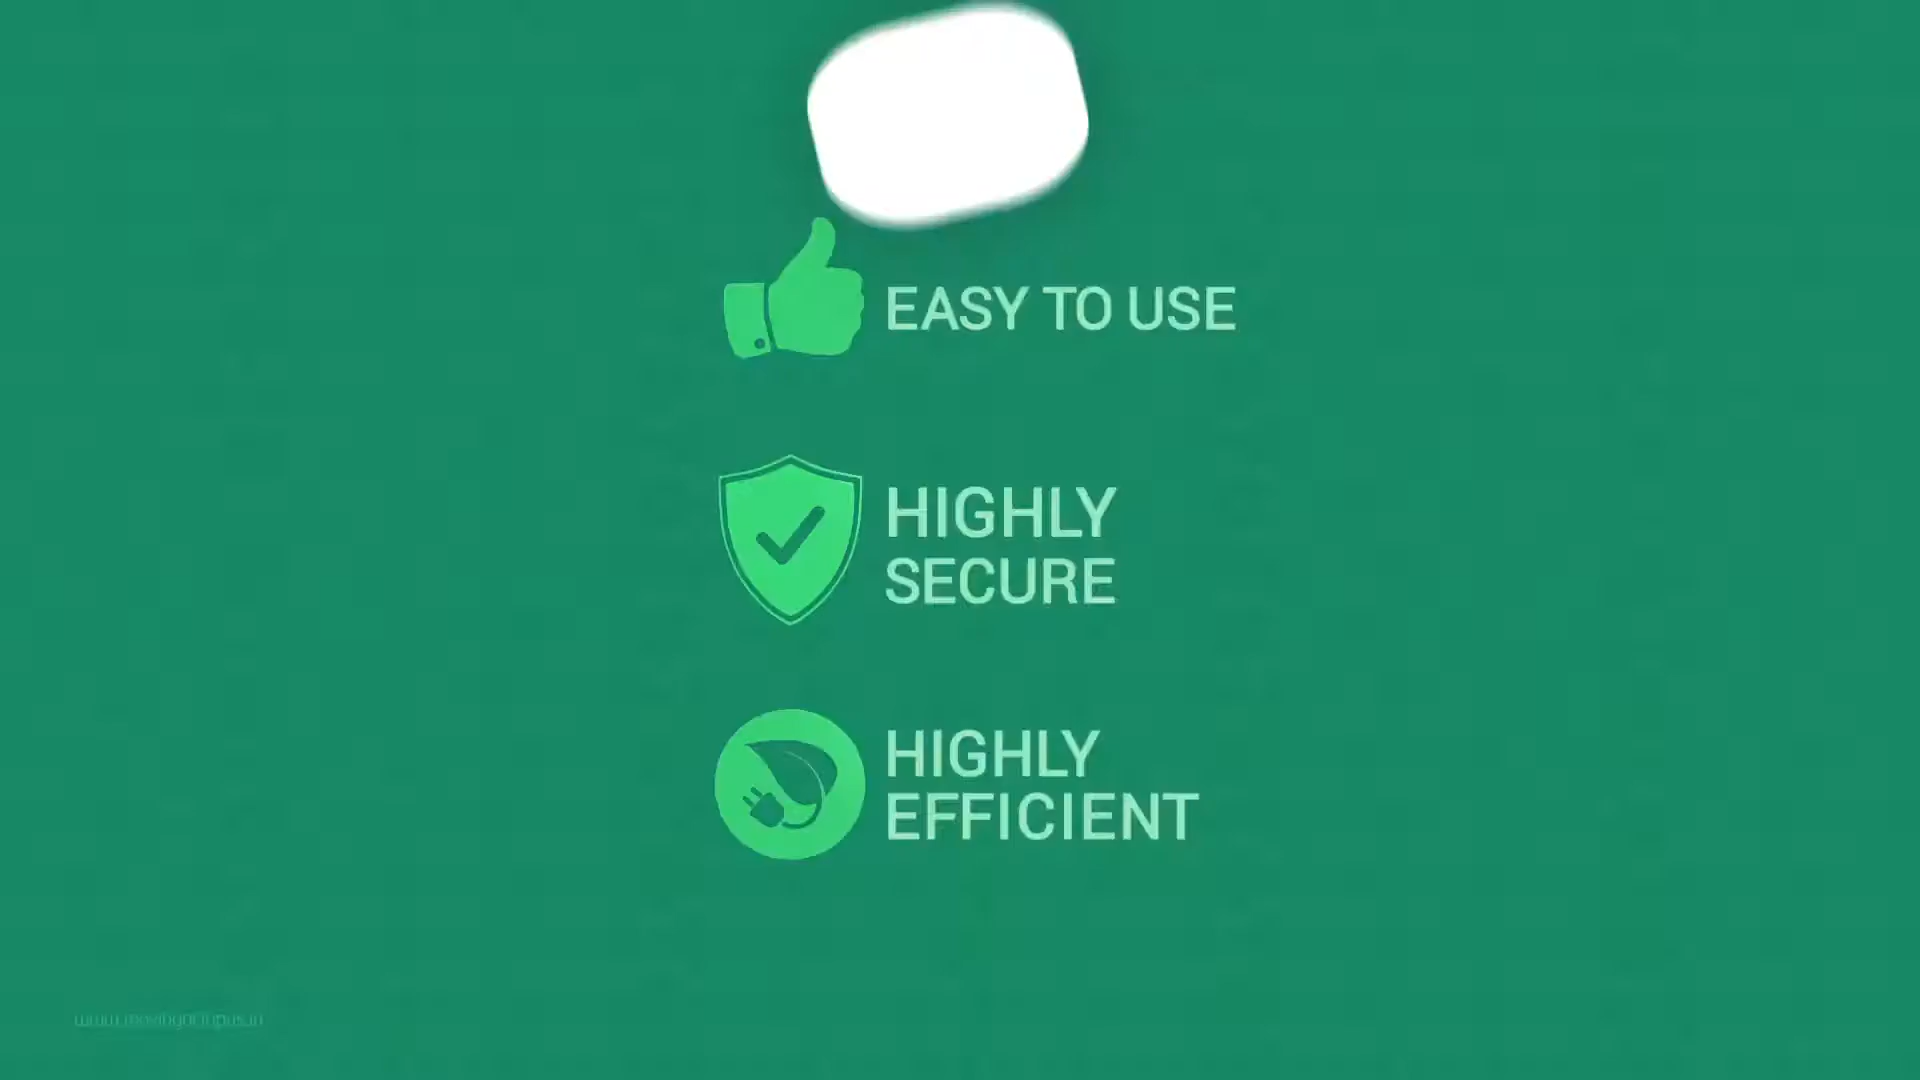 EASY TO USE
HIGHLY
SECURE
HIGHLY
EFFICIENT